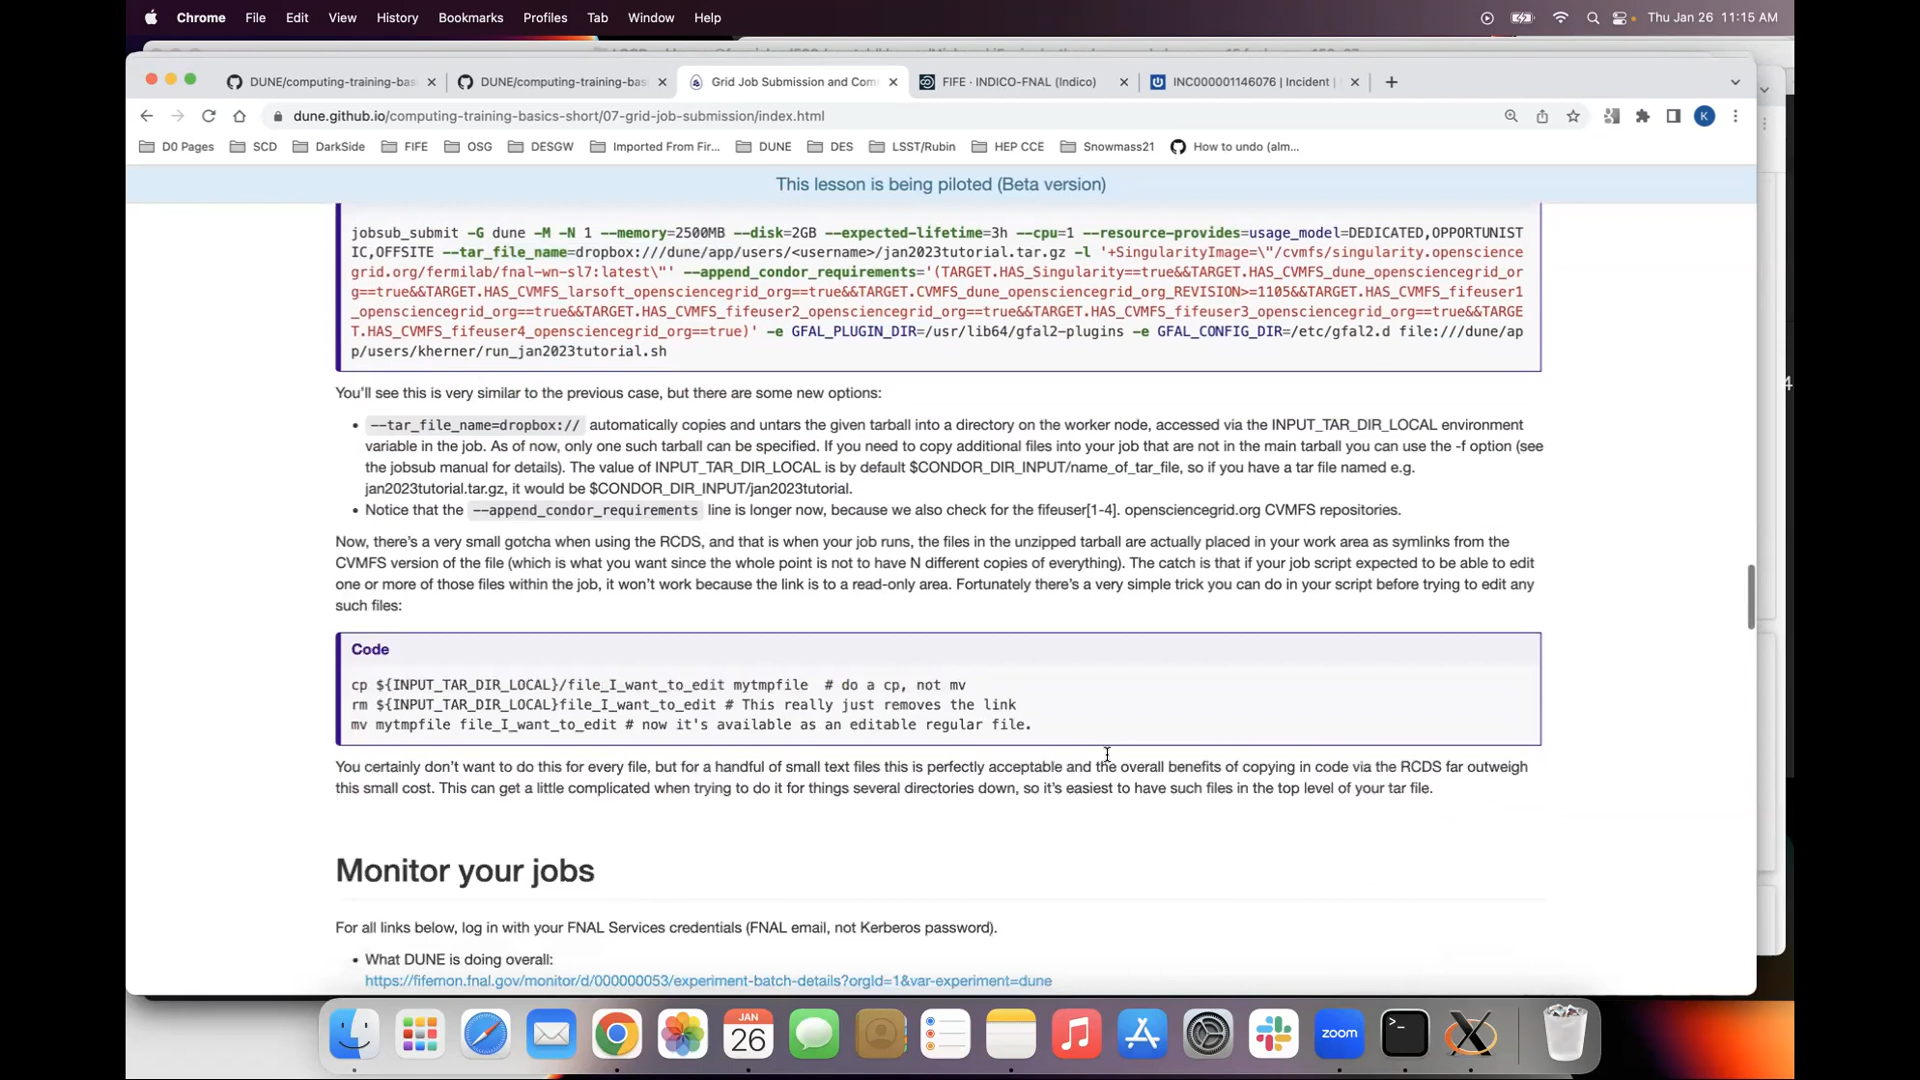 Chrome File Edit View History Bookmarks Profiles Tab Window Help Thu Jan 26 11:15 AM
DUNE/computing-training-bas DUNE/computing-training-bas Grid Job Submission and Com FIFE · INDICO-FNAL (Indico) INC000001146076 | Incident |
dune.github.io/computing-training-basics-short/07-grid-job-submission/index.html K
D0 Pages SCD DarkSide FIFE OSG DESGW Imported From Fir... DUNE DES LSST/Rubin HEP CCE Snowmass21 How to undo (alm...
This lesson is being piloted (Beta version)
jobsub_submit -G dune -M -N 1 --memory=2500MB --disk=2GB --expected-lifetime=3h --cpu=1 --resource-provides=usage_model=DEDICATED,OPPORTUNIST
IC,OFFSITE --tar_file_name=dropbox:///dune/app/users/<username>/jan2023tutorial.tar.gz -l '+SingularityImage=\"/cvmfs/singularity.openscience
grid.org/fermilab/fnal-wn-sl7:latest\"' --append_condor_requirements='(TARGET.HAS_Singularity==true&&TARGET.HAS_CVMFS_dune_opensciencegrid_or
g==true&&TARGET.HAS_CVMFS_larsoft_opensciencegrid_org==true&&TARGET.CVMFS_dune_opensciencegrid_org_REVISION>=1105&&TARGET.HAS_CVMFS_fifeuser1
_opensciencegrid_org==true&&TARGET.HAS_CVMFS_fifeuser2_opensciencegrid_org==true&&TARGET.HAS_CVMFS_fifeuser3_opensciencegrid_org==true&&TARGE
T.HAS_CVMFS_fifeuser4_opensciencegrid_org==true)' -e GFAL_PLUGIN_DIR=/usr/lib64/gfal2-plugins -e GFAL_CONFIG_DIR=/etc/gfal2.d file:///dune/ap
p/users/kherner/run_jan2023tutorial.sh
You'll see this is very similar to the previous case, but there are some new options:
• --tar_file_name=dropbox:// automatically copies and untars the given tarball into a directory on the worker node, accessed via the INPUT_TAR_DIR_LOCAL environment
variable in the job. As of now, only one such tarball can be specified. If you need to copy additional files into your job that are not in the main tarball you can use the -f option (see
the jobsub manual for details). The value of INPUT_TAR_DIR_LOCAL is by default $CONDOR_DIR_INPUT/name_of_tar_file, so if you have a tar file named e.g.
jan2023tutorial.tar.gz, it would be $CONDOR_DIR_INPUT/jan2023tutorial.
• Notice that the --append_condor_requirements line is longer now, because we also check for the fifeuser[1-4]. opensciencegrid.org CVMFS repositories.
Now, there's a very small gotcha when using the RCDS, and that is when your job runs, the files in the unzipped tarball are actually placed in your work area as symlinks from the
CVMFS version of the file (which is what you want since the whole point is not to have N different copies of everything). The catch is that if your job script expected to be able to edit
one or more of those files within the job, it won't work because the link is to a read-only area. Fortunately there's a very simple trick you can do in your script before trying to edit any
such files:
Code
cp ${INPUT_TAR_DIR_LOCAL}/file_I_want_to_edit mytmpfile # do a cp, not mv
rm ${INPUT_TAR_DIR_LOCAL}file_I_want_to_edit # This really just removes the link
mv mytmpfile file_I_want_to_edit # now it's available as an editable regular file.
You certainly don't want to do this for every file, but for a handful of small text files this is perfectly acceptable and the overall benefits of copying in code via the RCDS far outweigh
this small cost. This can get a little complicated when trying to do it for things several directories down, so it's easiest to have such files in the top level of your tar file.
Monitor your jobs
For all links below, log in with your FNAL Services credentials (FNAL email, not Kerberos password).
• What DUNE is doing overall:
https://fifemon.fnal.gov/monitor/d/000000053/experiment-batch-details?orgId=1&var-experiment=dune
JAN
26
zoom